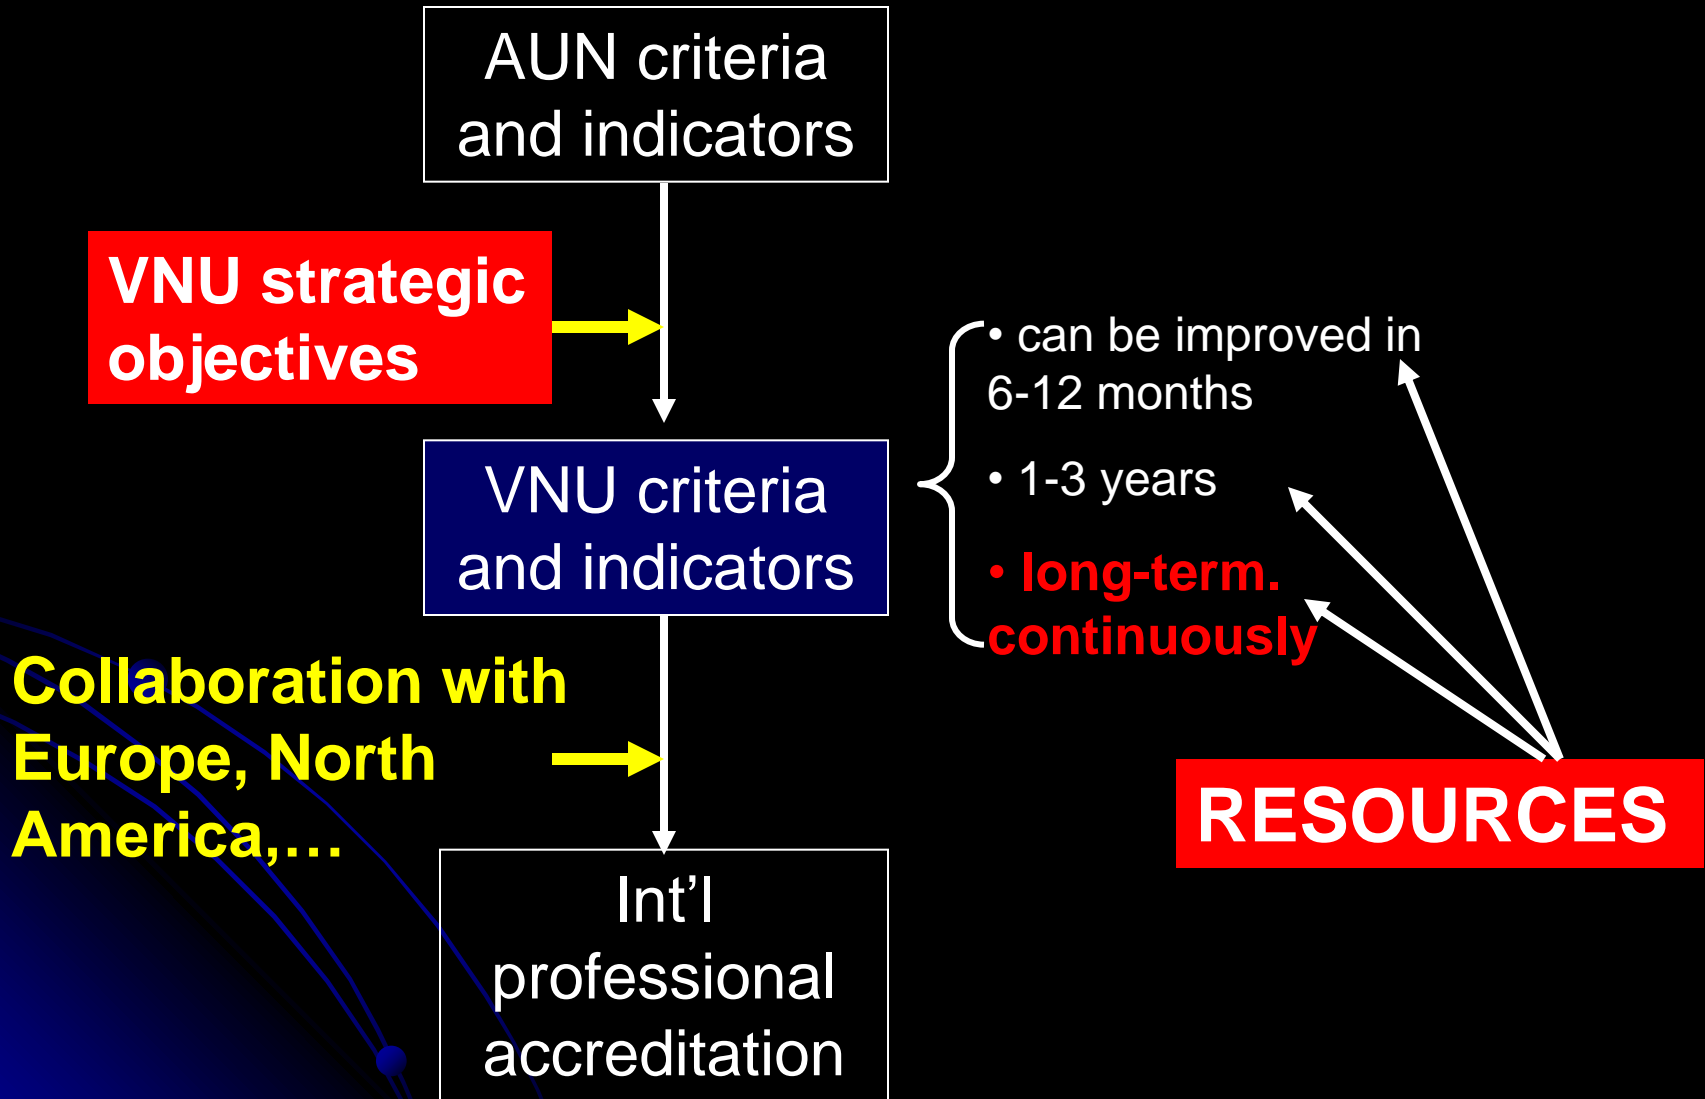 AUN criteria
and indicators
VNU strategic
objectives
• can be improved in
6-12 months
• 1-3 years
• long-term.
continuously
VNU criteria
and indicators
Collaboration with
Europe, North
America,…
RESOURCES
Int’l
professional
accreditation